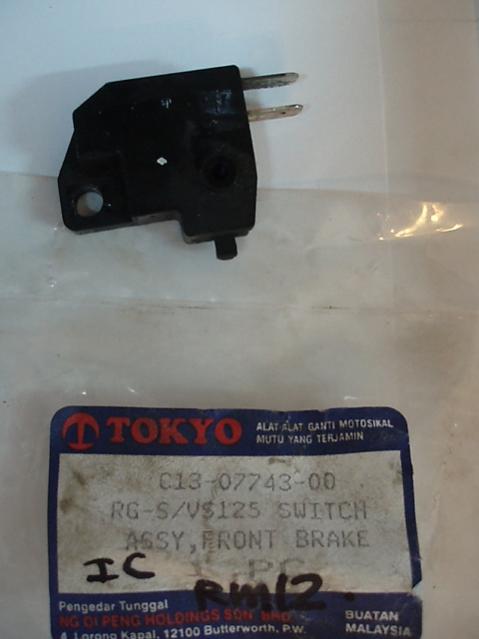 TOKYO
ALAT-ALAT GANTI MOTOSIKAL
MUTU YANG TERJAMIN
C13-07743-00
RG-S/VS125 SWITCH
ASSY,FRONT BRAKE
PC
IC
RM12.
Pengedar Tunggal
NG DI PENG HOLDINGS SDN BHD
4, Lorong Kapal, 12100 Butterworth, P.W.
BUATAN
MALAYSIA